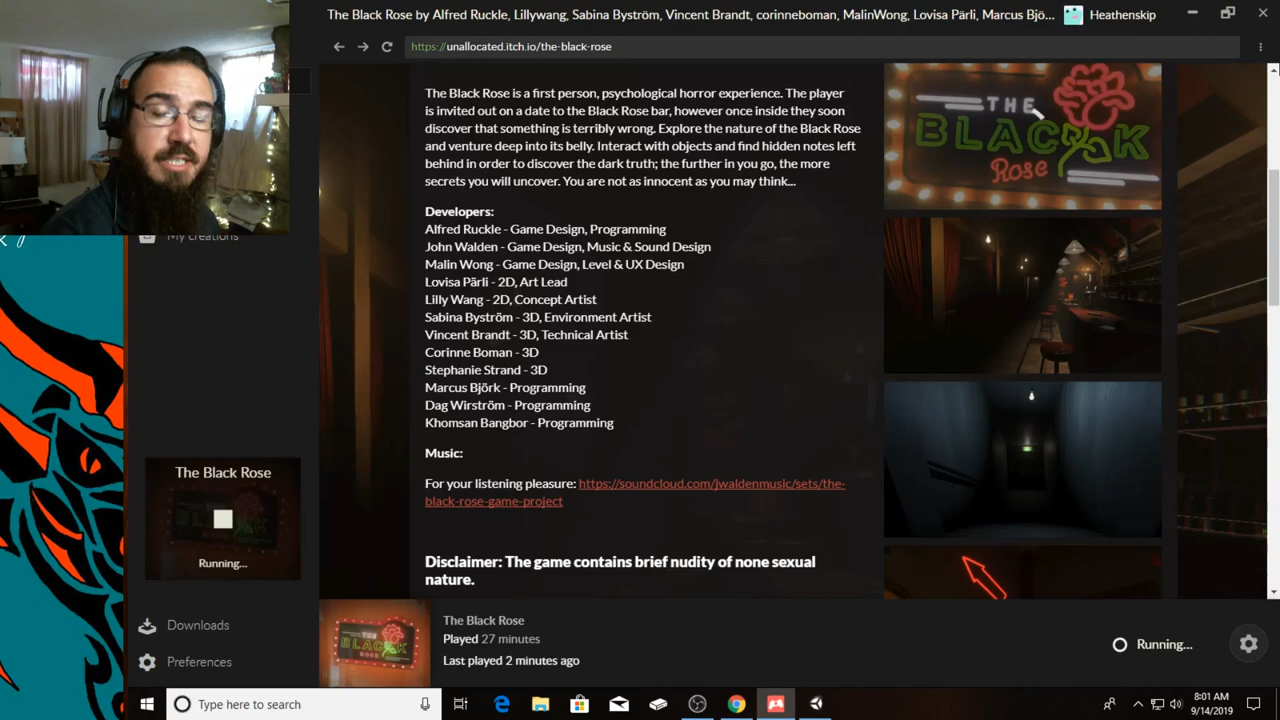 The Black Rose by Alfred Ruckle, Lillywang, Sabina Byström, Vincent Brandt, corinneboman, MalinWong, Lovisa Pärli, Marcus Bjö...
Heathenskip
https://unallocated.itch.io/the-black-rose
The Black Rose is a first person, psychological horror experience. The player
is invited out on a date to the Black Rose bar, however once inside they soon
discover that something is terribly wrong. Explore the nature of the Black Rose
and venture deep into its belly. Interact with objects and find hidden notes left
behind in order to discover the dark truth; the further in you go, the more
secrets you will uncover. You are not as innocent as you may think...
Developers:
Alfred Ruckle - Game Design, Programming
John Walden - Game Design, Music & Sound Design
Malin Wong - Game Design, Level & UX Design
Lovisa Pärli - 2D, Art Lead
Lilly Wang - 2D, Concept Artist
Sabina Byström - 3D, Environment Artist
Vincent Brandt - 3D, Technical Artist
Corinne Boman - 3D
Stephanie Strand - 3D
Marcus Björk - Programming
Dag Wirström - Programming
Khomsan Bangbor - Programming
Music:
For your listening pleasure: https://soundcloud.com/jwaldenmusic/sets/the-
black-rose-game-project
Disclaimer: The game contains brief nudity of none sexual
nature.
THE
BLACK
Rose
My creations
The Black Rose
BLACK
Running...
Downloads
Preferences
THE
BLACK
ROSE
The Black Rose
Played 27 minutes
Last played 2 minutes ago
Running...
Type here to search
8:01 AM
9/14/2019